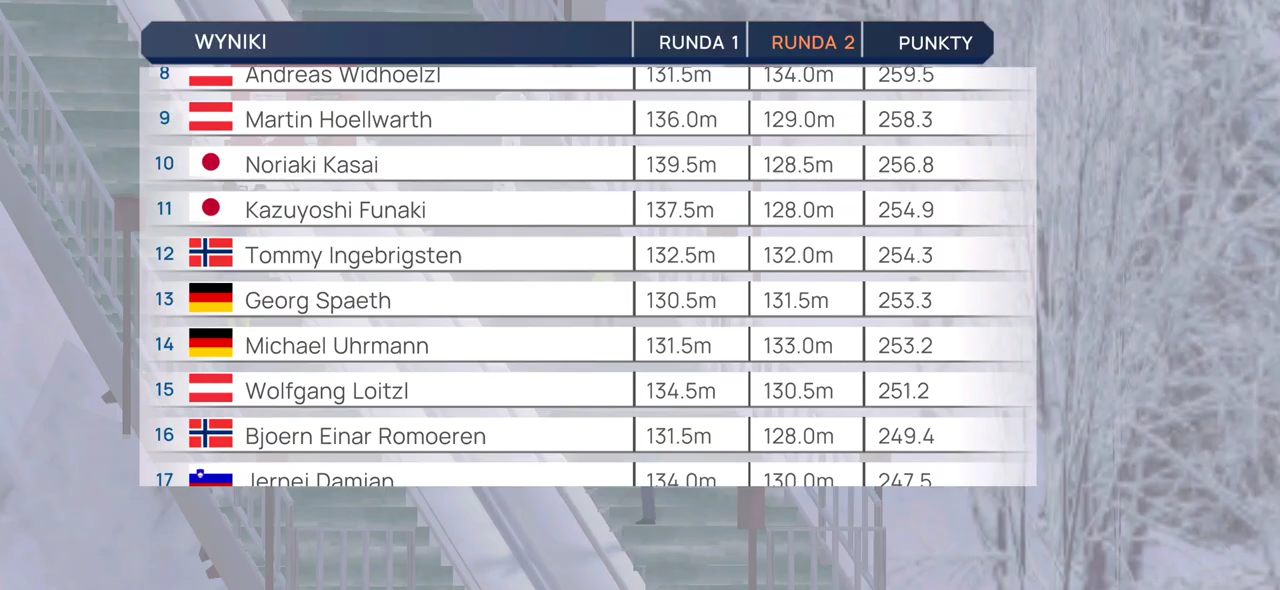 WYNIKI RUNDA 1 RUNDA 2 PUNKTY
8 Andreas Widhoelzl 131.5m 134.0m 259.5
9 Martin Hoellwarth 136.0m 129.0m 258.3
10 Noriaki Kasai 139.5m 128.5m 256.8
11 Kazuyoshi Funaki 137.5m 128.0m 254.9
12 Tommy Ingebrigsten 132.5m 132.0m 254.3
13 Georg Spaeth 130.5m 131.5m 253.3
14 Michael Uhrmann 131.5m 133.0m 253.2
15 Wolfgang Loitzl 134.5m 130.5m 251.2
16 Bjoern Einar Romoeren 131.5m 128.0m 249.4
17 Jernej Damjan 134.0m 130.0m 247.5